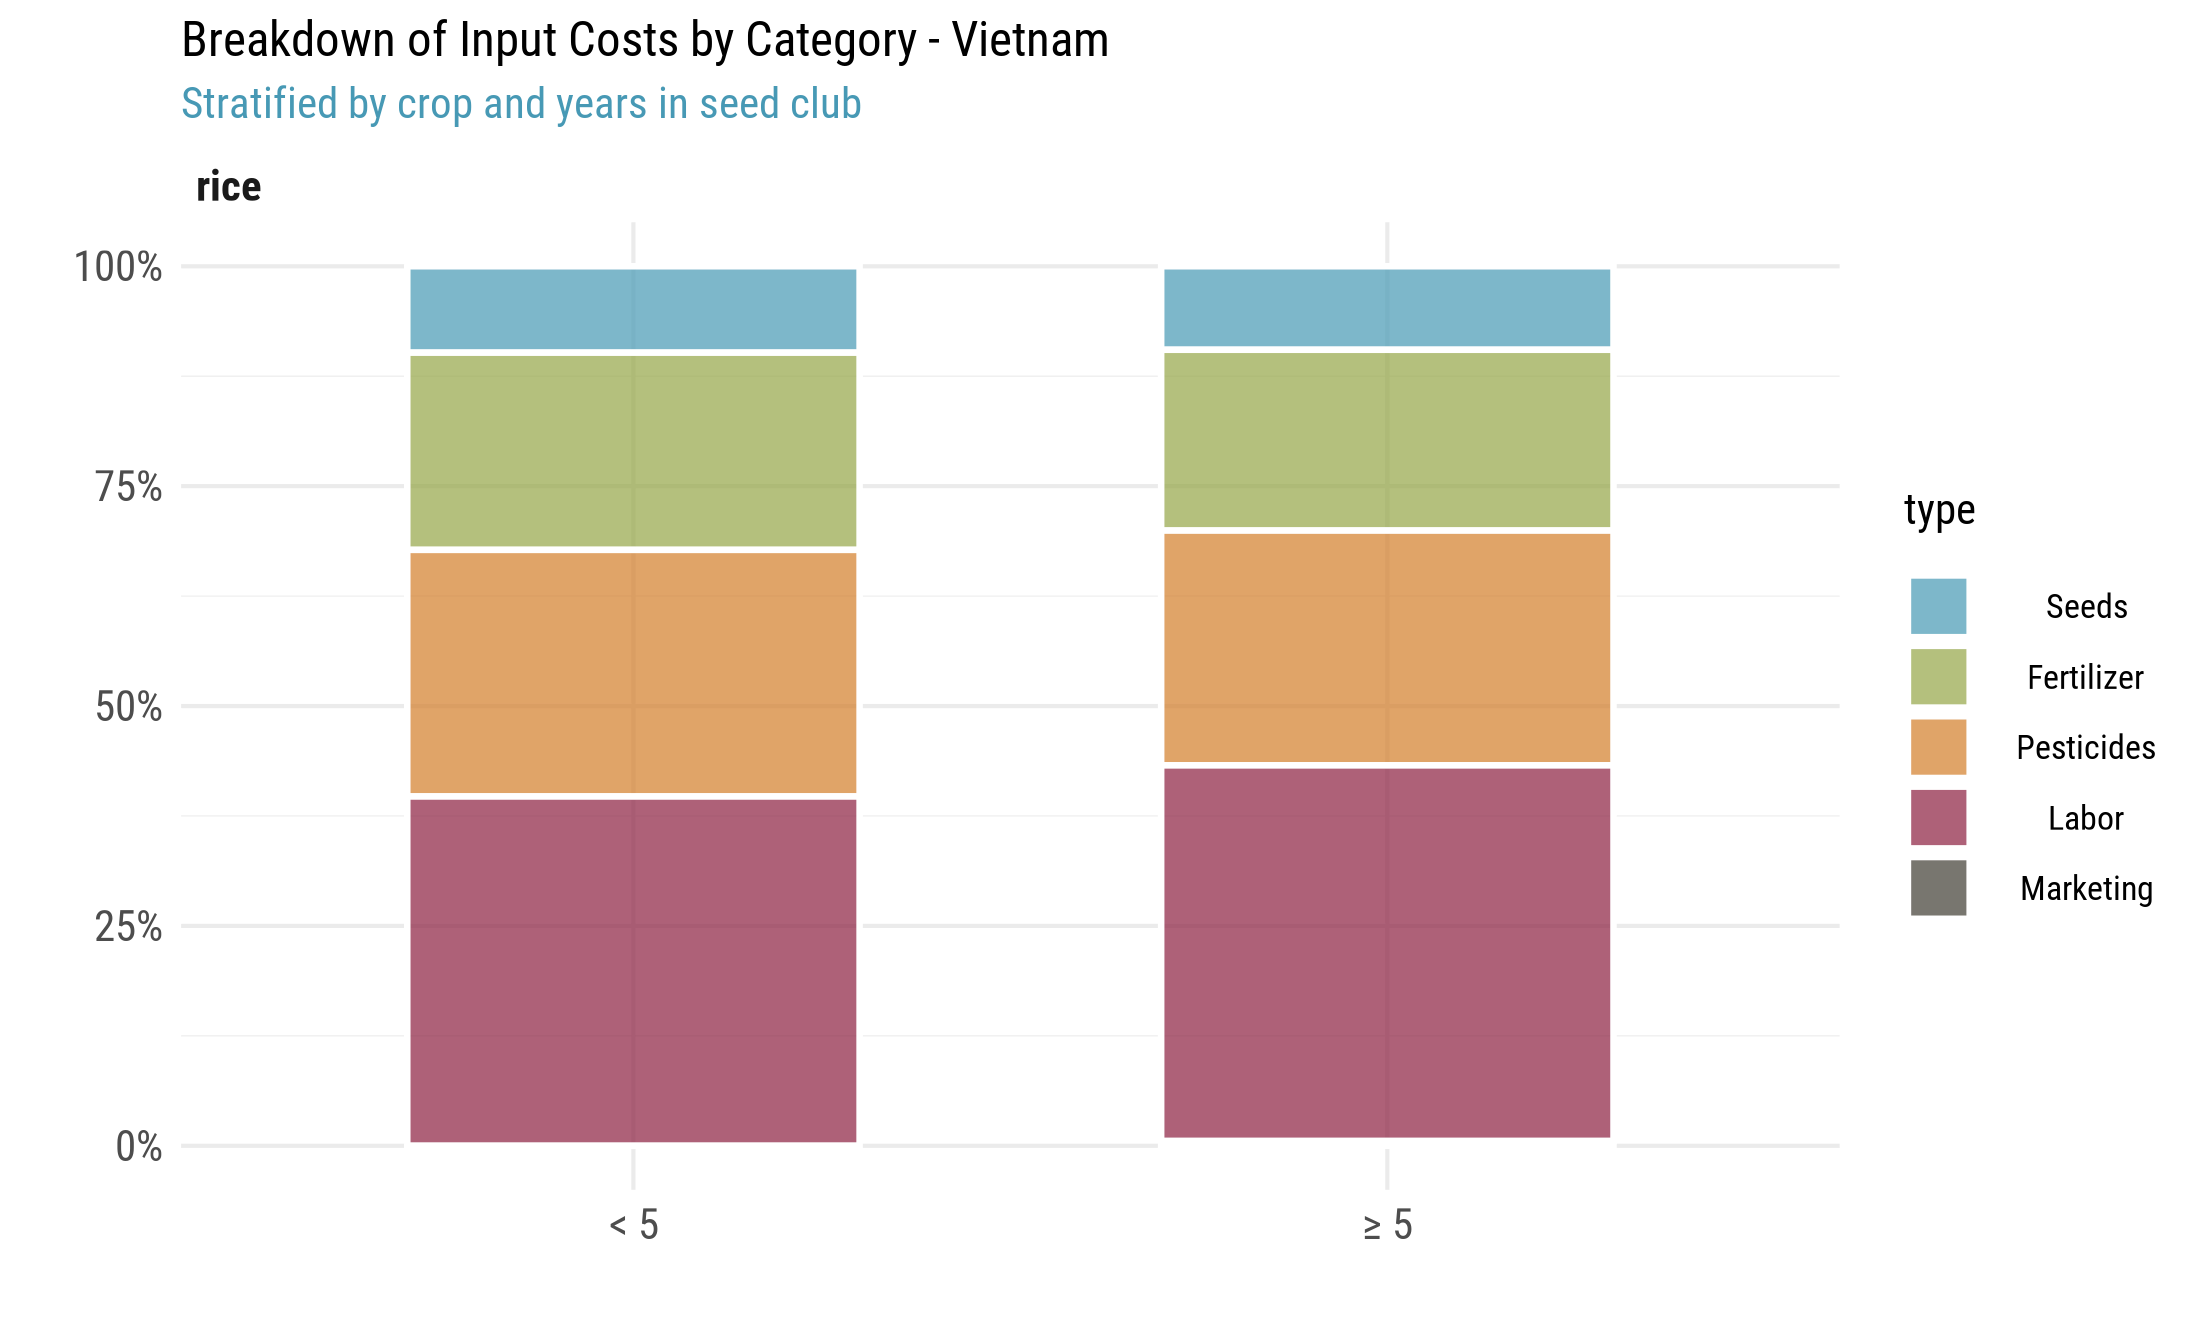 Breakdown of Input Costs by Category - Vietnam
Stratified by crop and years in seed club
rice
100%
75%
50%
25%
0%
< 5
≥ 5
type
Seeds
Fertilizer
Pesticides
Labor
Marketing